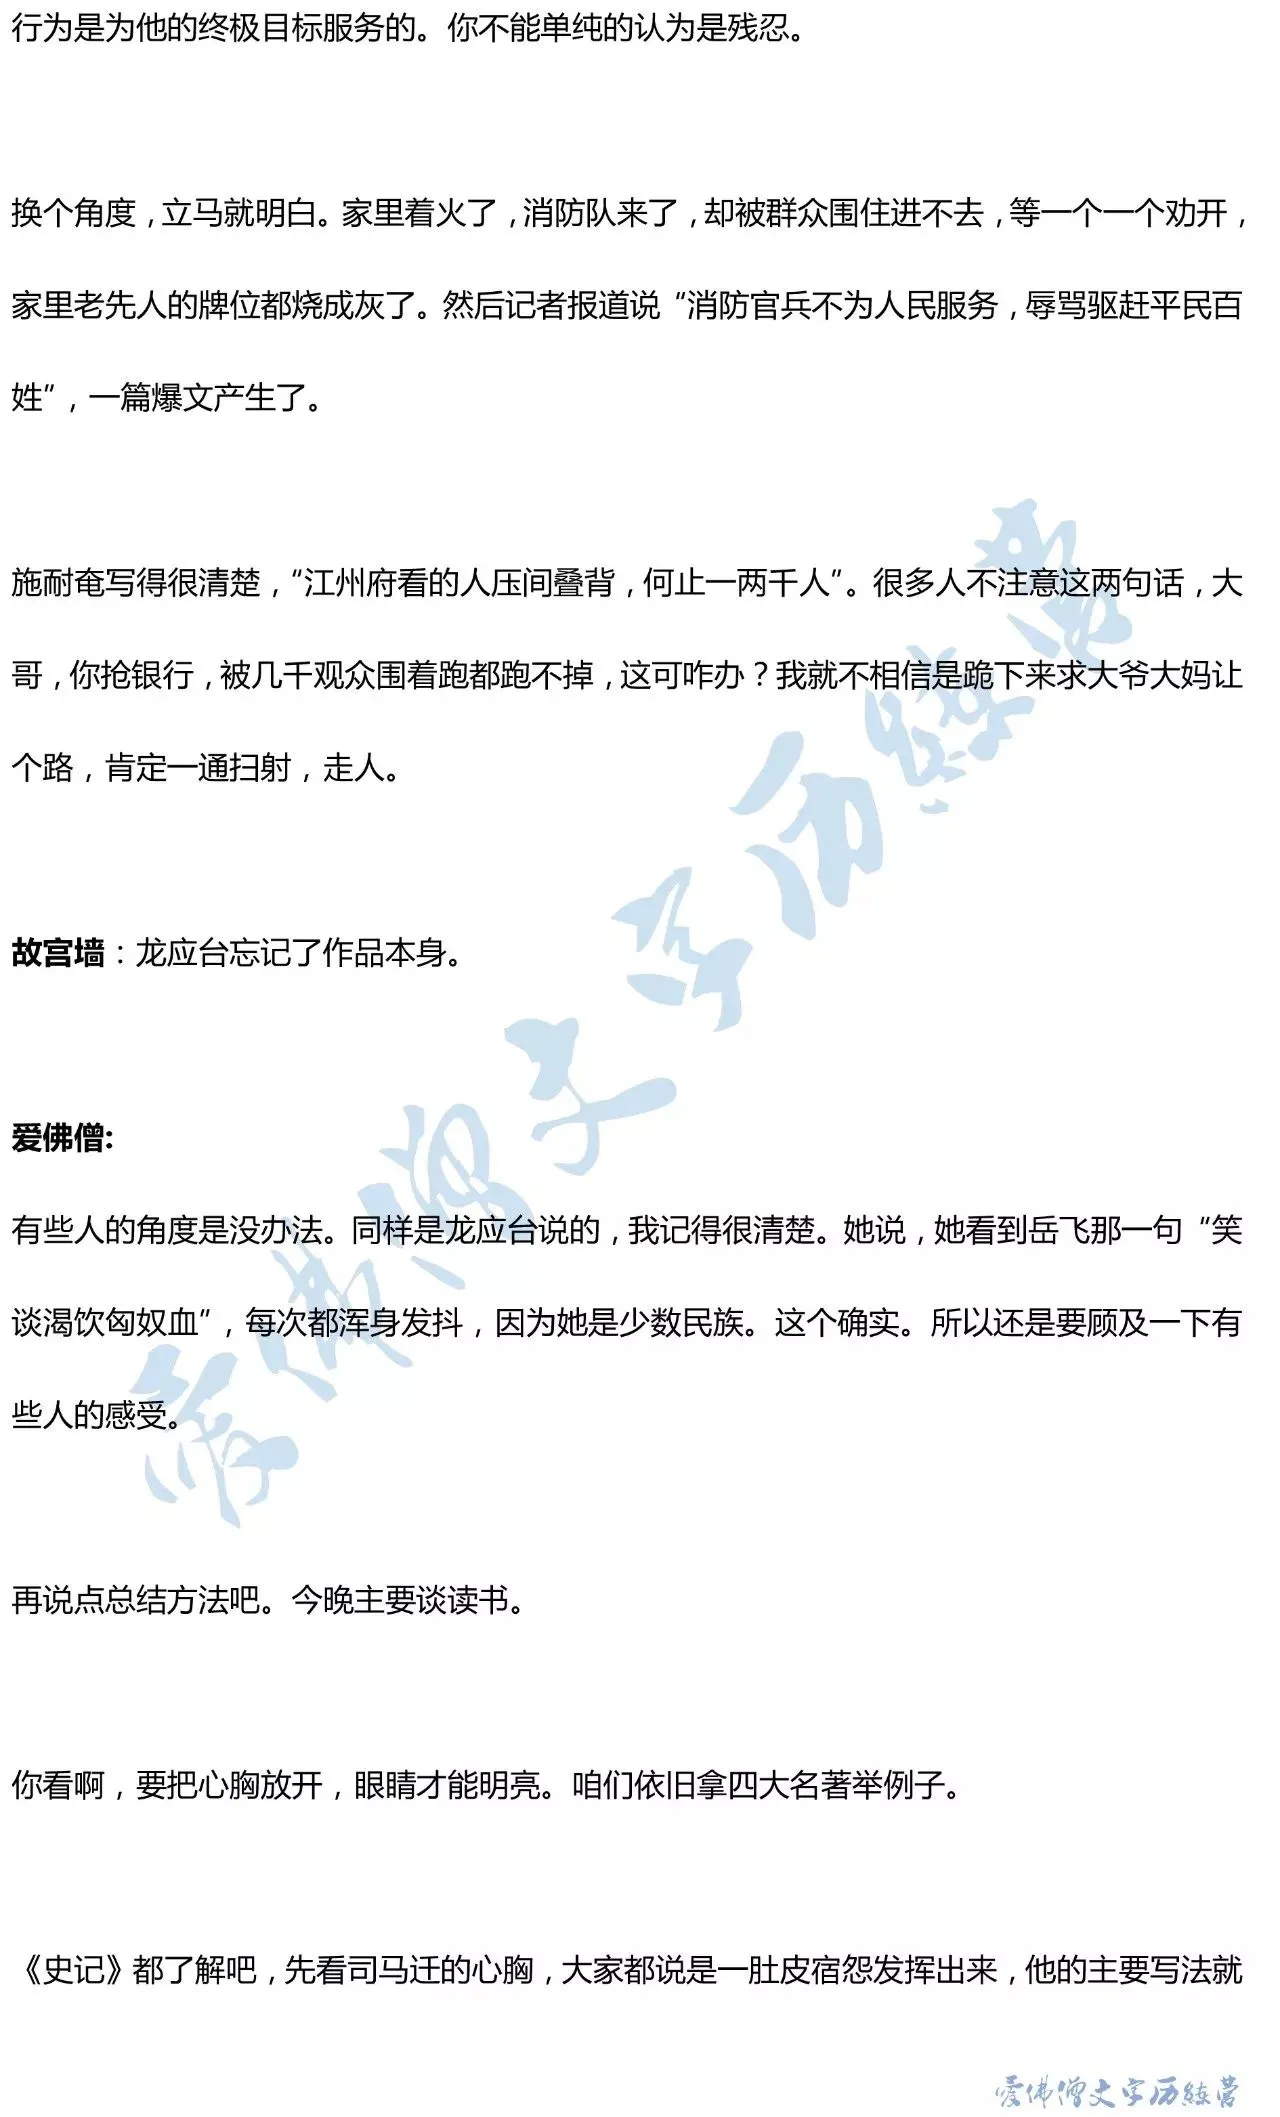 行为是为他的终极目标服务的。你不能单纯的认为是残忍。
换个角度，立马就明白。家里着火了，消防队来了，却被群众围住进不去，等一个一个劝开，
家里老先人的牌位都烧成灰了。然后记者报道说“消防官兵不为人民服务，辱骂驱赶平民百
姓”，一篇爆文产生了。
施耐奄写得很清楚，“江州府看的人压间叠背，何止一两千人”。很多人不注意这两句话，大
哥，你抢银行，被几千观众围着跑都跑不掉，这可咋办？我就不相信是跪下来求大爷大妈让
个路，肯定一通扫射，走人。
故宫墙：龙应台忘记了作品本身。
爱佛僧:
有些人的角度是没办法。同样是龙应台说的，我记得很清楚。她说，她看到岳飞那一句“笑
谈渴饮匈奴血”，每次都浑身发抖，因为她是少数民族。这个确实。所以还是要顾及一下有
些人的感受。
再说点总结方法吧。今晚主要谈读书。
你看啊，要把心胸放开，眼睛才能明亮。咱们依旧拿四大名著举例子。
《史记》都了解吧，先看司马迁的心胸，大家都说是一肚皮宿怨发挥出来，他的主要写法就
爱佛僧文字历练营
爱佛僧文字历练营